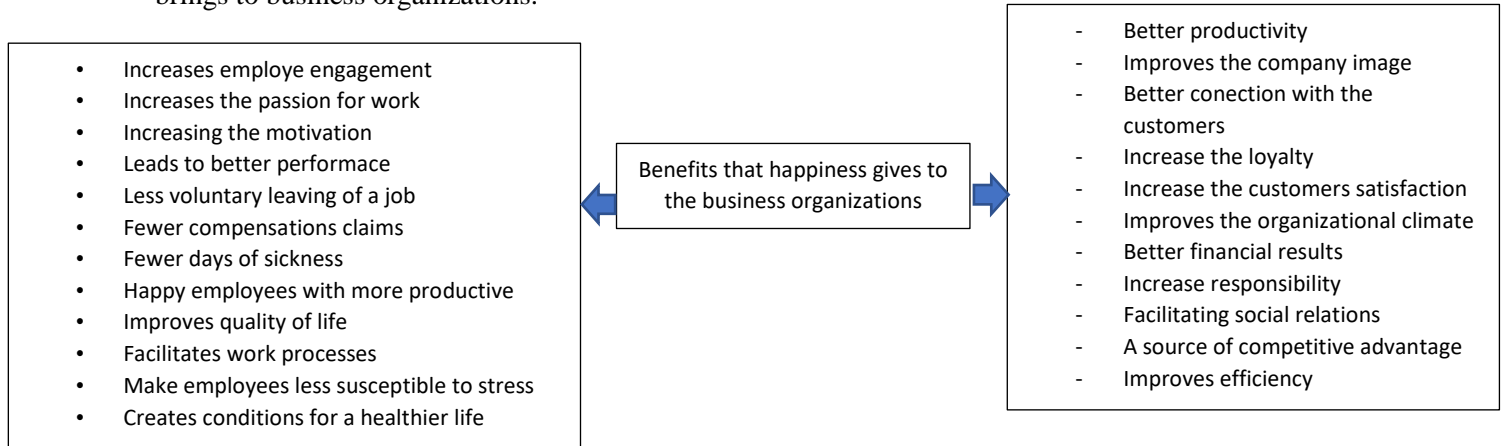 brings to business organizations.
• Increases employe engagement
• Increases the passion for work
• Increasing the motivation
• Leads to better performace
• Less voluntary leaving of a job
• Fewer compensations claims
• Fewer days of sickness
• Happy employees with more productive
• Improves quality of life
• Facilitates work processes
• Make employees less susceptible to stress
• Creates conditions for a healthier life
Benefits that happiness gives to
the business organizations
- Better productivity
- Improves the company image
- Better conection with the
customers
- Increase the loyalty
- Increase the customers satisfaction
- Improves the organizational climate
- Better financial results
- Increase responsibility
- Facilitating social relations
- A source of competitive advantage
- Improves efficiency